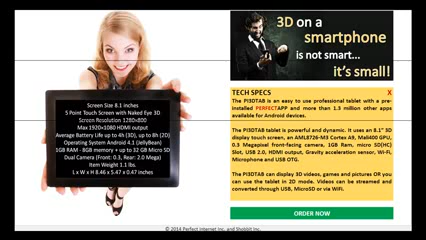 Screen Size 8.1 inches
5 Point Touch Screen with Naked Eye 3D
Screen Resolution 1280×800
Max 1920×1080 HDMI output
Average Battery Life up to 4h (3D), up to 8h (2D)
Operating System Android 4.1 (JellyBean)
1GB RAM - 8GB memory + up to 32 GB Micro SD
Dual Camera (Front: 0.3, Rear: 2.0 Mega)
Item Weight 1.1 lbs.
L x W x H 8.46 x 5.47 x 0.47 inches
3D on a
smartphone
is not smart...
it's small!
TECH SPECS X
The PI3DTAB is an easy to use professional tablet with a pre-
installed PERFECTAPP and more than 1.3 million other apps
available for Android devices.
The PI3DTAB tablet is powerful and dynamic. It uses an 8.1" 3D
display touch screen, an AML8726-M3 Cortex A9, Mali400 GPU,
0.3 Megapixel front-facing camera, 1GB Ram, micro SD(HC)
Slot, USB 2.0, HDMI output, Gravity acceleration sensor, Wi-Fi,
Microphone and USB OTG.
The PI3DTAB can display 3D videos, games and pictures OR you
can use the tablet in 2D mode. Videos can be streamed and
converted through USB, MicroSD or via WiFi.
ORDER NOW
© 2014 Perfect Internet Inc. and Shobbit Inc.